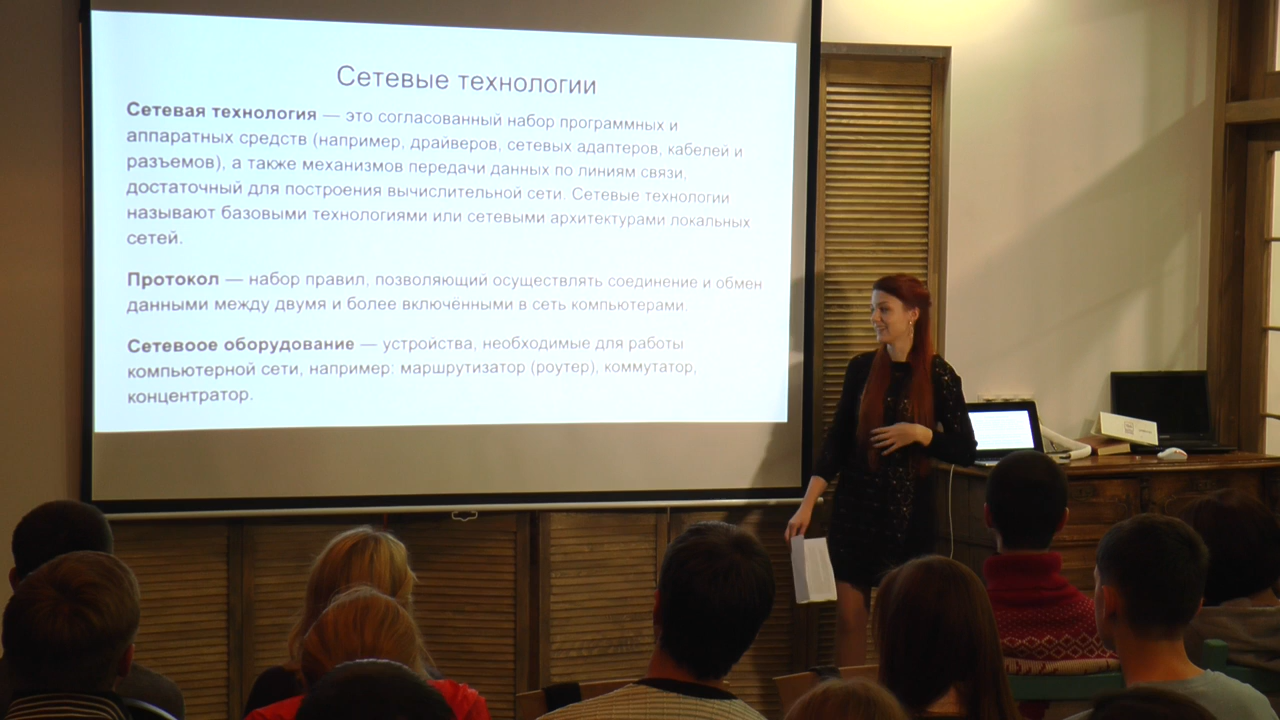 Сетевые технологии
Сетевая технология — это согласованный набор программных и
аппаратных средств (например, драйверов, сетевых адаптеров, кабелей и
разъемов), а также механизмов передачи данных по линиям связи,
достаточный для построения вычислительной сети. Сетевые технологии
называют базовыми технологиями или сетевыми архитектурами локальных
сетей.
Протокол — набор правил, позволяющий осуществлять соединение и обмен
данными между двумя и более включёнными в сеть компьютерами.
Сетевоое оборудование — устройства, необходимые для работы
компьютерной сети, например: маршрутизатор (роутер), коммутатор,
концентратор.